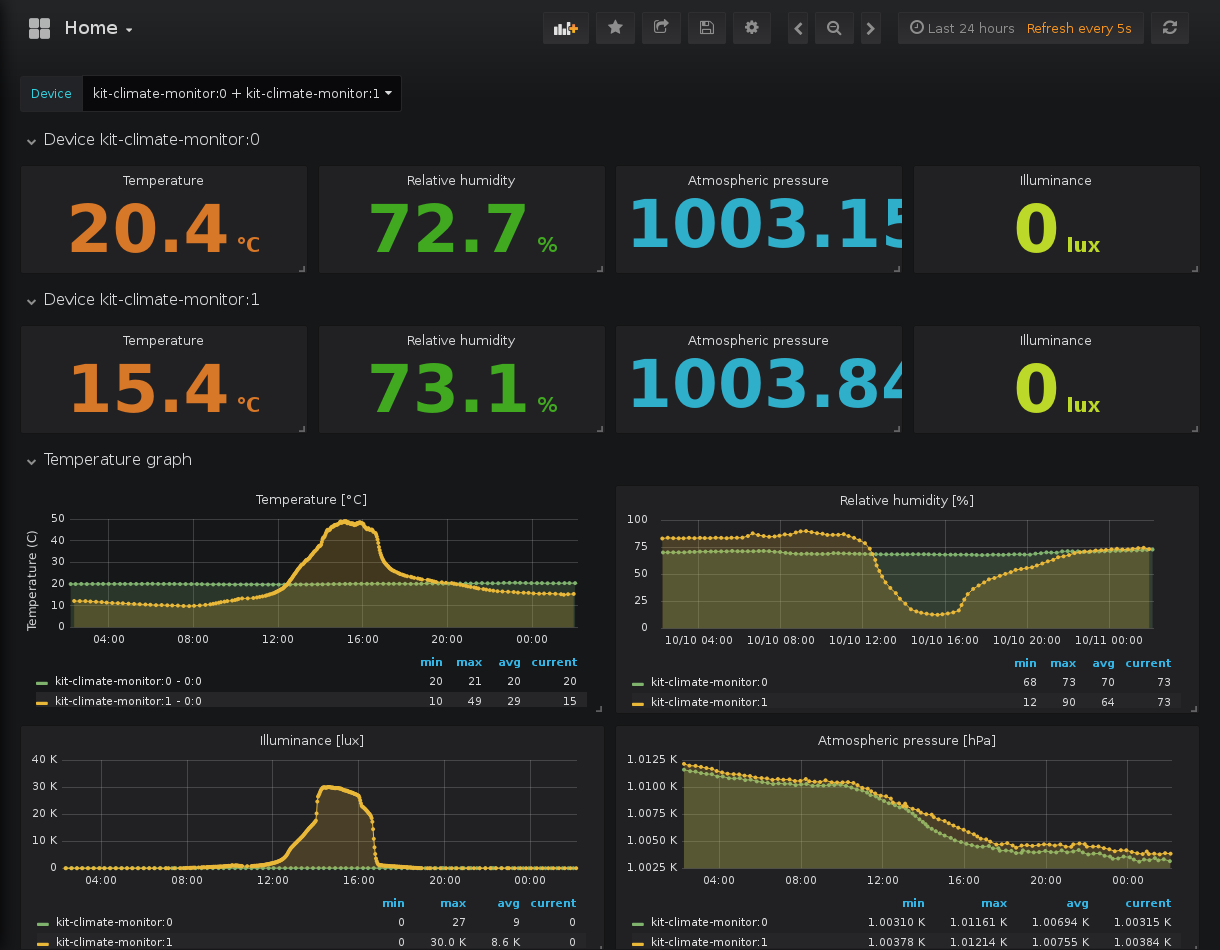 Home
Last 24 hours Refresh every 5s
Device kit-climate-monitor:0 + kit-climate-monitor:1
Device kit-climate-monitor:0
Temperature Relative humidity Atmospheric pressure Illuminance
20.4 °C 72.7 % 1003.15 0 lux
Device kit-climate-monitor:1
Temperature Relative humidity Atmospheric pressure Illuminance
15.4 °C 73.1 % 1003.84 0 lux
Temperature graph
Temperature [°C]
Temperature (C)
50
40
30
20
10
0
04:00 08:00 12:00 16:00 20:00 00:00
min max avg current
kit-climate-monitor:0 - 0:0 20 21 20 20
kit-climate-monitor:1 - 0:0 10 49 29 15
Relative humidity [%]
100
75
50
25
0
10/10 04:00 10/10 08:00 10/10 12:00 10/10 16:00 10/10 20:00 10/11 00:00
min max avg current
kit-climate-monitor:0 68 73 70 73
kit-climate-monitor:1 12 90 64 73
Illuminance [lux]
40 K
30 K
20 K
10 K
0
04:00 08:00 12:00 16:00 20:00 00:00
min max avg current
kit-climate-monitor:0 0 27 9 0
kit-climate-monitor:1 0 30.0 K 8.6 K 0
Atmospheric pressure [hPa]
1.0125 K
1.0100 K
1.0075 K
1.0050 K
1.0025 K
04:00 08:00 12:00 16:00 20:00 00:00
min max avg current
kit-climate-monitor:0 1.00310 K 1.01161 K 1.00694 K 1.00315 K
kit-climate-monitor:1 1.00378 K 1.01214 K 1.00755 K 1.00384 K